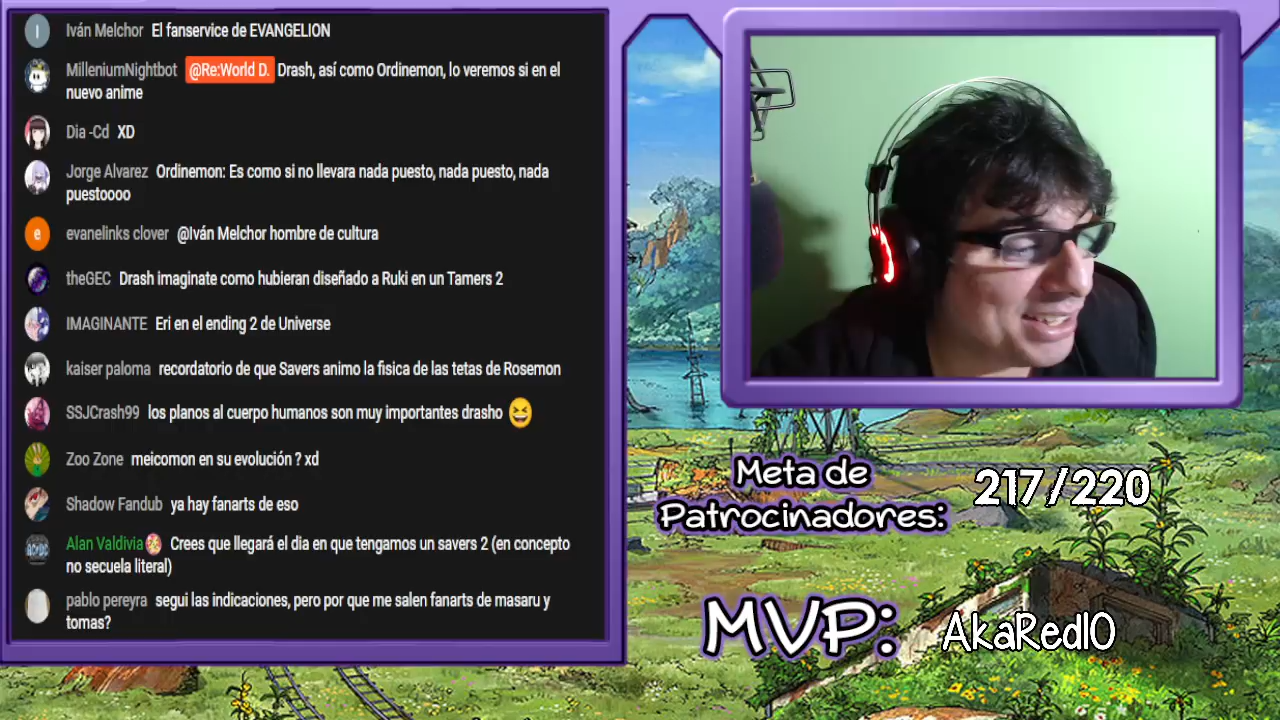 I Iván Melchor El fanservice de EVANGELION
MilleniumNightbot @Re:World D. Drash, así como Ordinemon, lo veremos si en el
nuevo anime
Dia -Cd XD
Jorge Alvarez Ordinemon: Es como si no llevara nada puesto, nada puesto, nada
puestoooo
e evanelinks clover @Iván Melchor hombre de cultura
theGEC Drash imaginate como hubieran diseñado a Ruki en un Tamers 2
IMAGINANTE Eri en el ending 2 de Universe
kaiser paloma recordatorio de que Savers animo la fisica de las tetas de Rosemon
SSJCrash99 los planos al cuerpo humanos son muy importantes drasho
Zoo Zone meicomon en su evolución ? xd
Shadow Fandub ya hay fanarts de eso
Alan Valdivia Crees que llegará el dia en que tengamos un savers 2 (en concepto
no secuela literal)
pablo pereyra segui las indicaciones, pero por que me salen fanarts de masaru y
tomas?
Meta de
Patrocinadores:
217/220
MVP:
AkaRed10